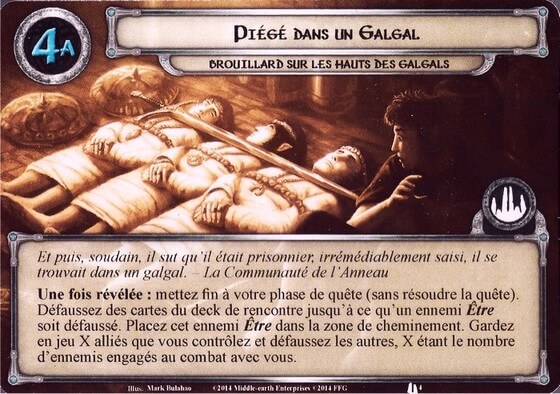 4A
Piégé dans un Galgal
Brouillard sur les Hauts des Galgals
Et puis, soudain, il sut qu'il était prisonnier, irrémédiablement saisi, il se
trouvait dans un galgal. – La Communauté de l'Anneau
Une fois révélée : mettez fin à votre phase de quête (sans résoudre la quête).
Défaussez des cartes du deck de rencontre jusqu'à ce qu'un ennemi Être
soit défaussé. Placez cet ennemi Être dans la zone de cheminement. Gardez
en jeu X alliés que vous contrôlez et défaussez les autres, X étant le nombre
d'ennemis engagés au combat avec vous.
Illus. Mark Bulahao ©2014 Middle-earth Enterprises ©2014 FFG 4